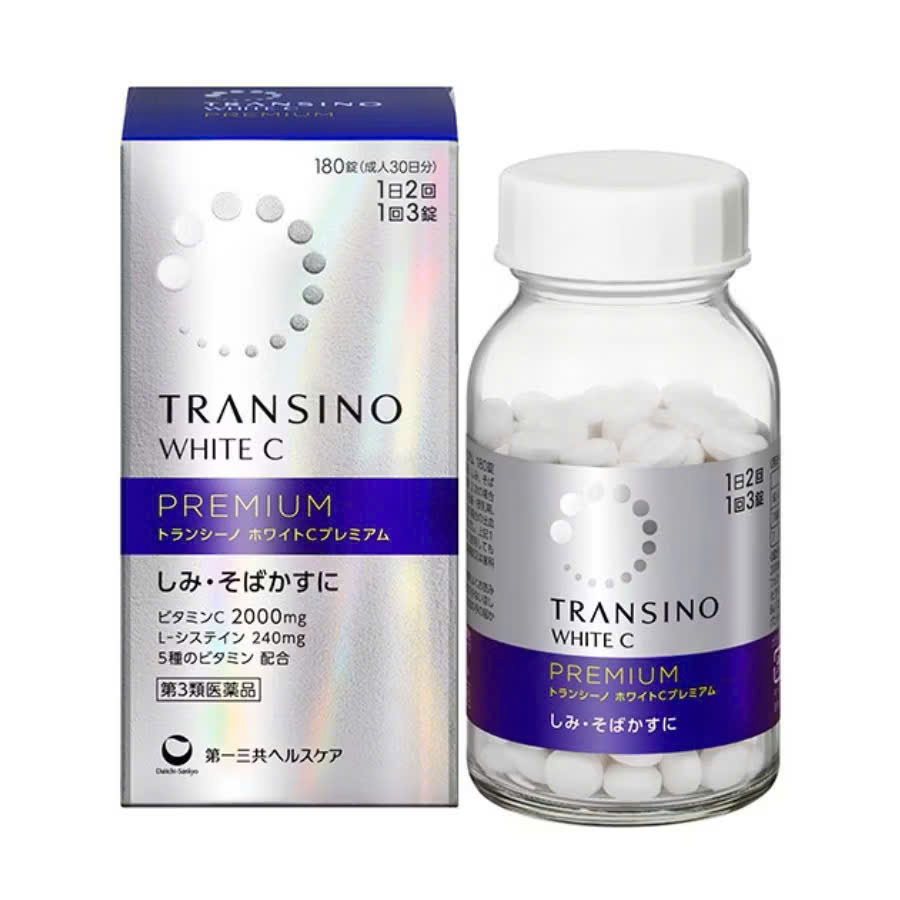 TRANSINO
WHITE C
PREMIUM
180錠(成人30日分)
1日2回
1回3錠
TRANSINO
WHITE C
PREMIUM
トランシーノ ホワイトCプレミアム
しみ・そばかすに
ビタミンC 2000mg
L-システイン 240mg
5種のビタミン 配合
第3類医薬品
Daiichi-Sankyo
第一三共ヘルスケア
180錠
1日2回
1回3錠
TRANSINO
WHITE C
PREMIUM
トランシーノ ホワイトCプレミアム
しみ・そばかすに